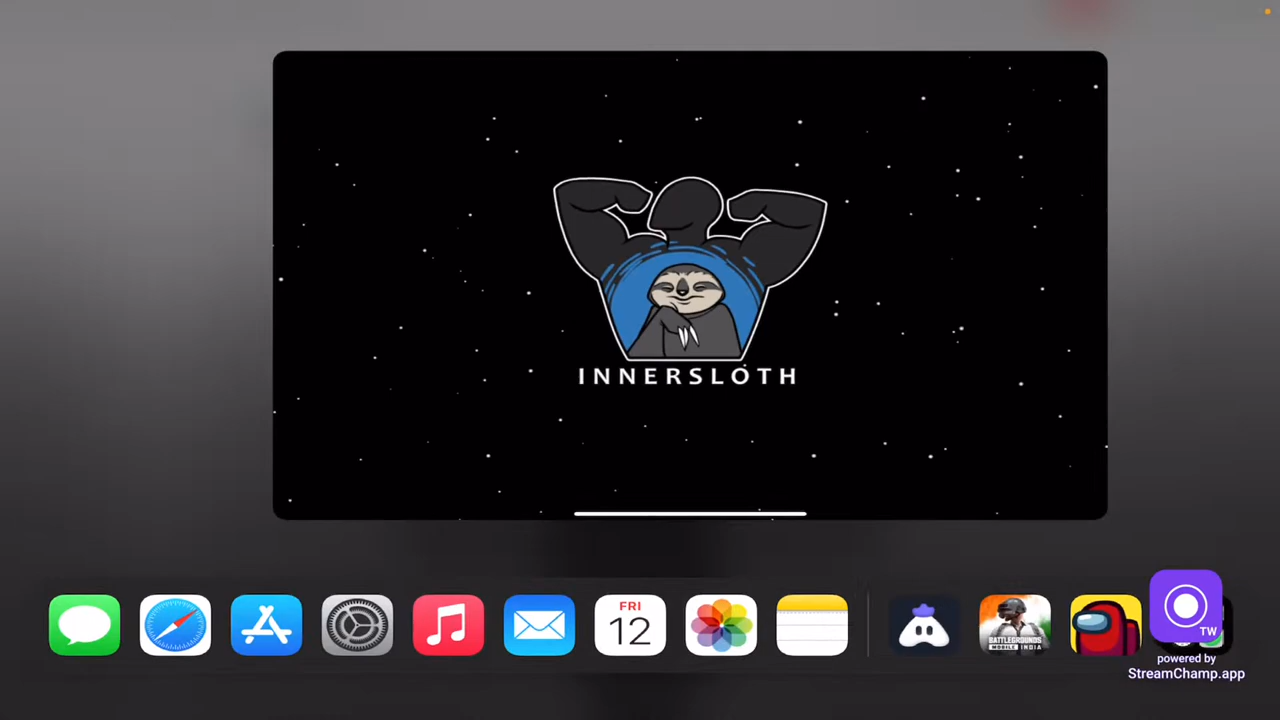 INNERSLOTH
FRI
12
BATTLEGROUNDS
MOBILE INDIA
TW
powered by
StreamChamp.app